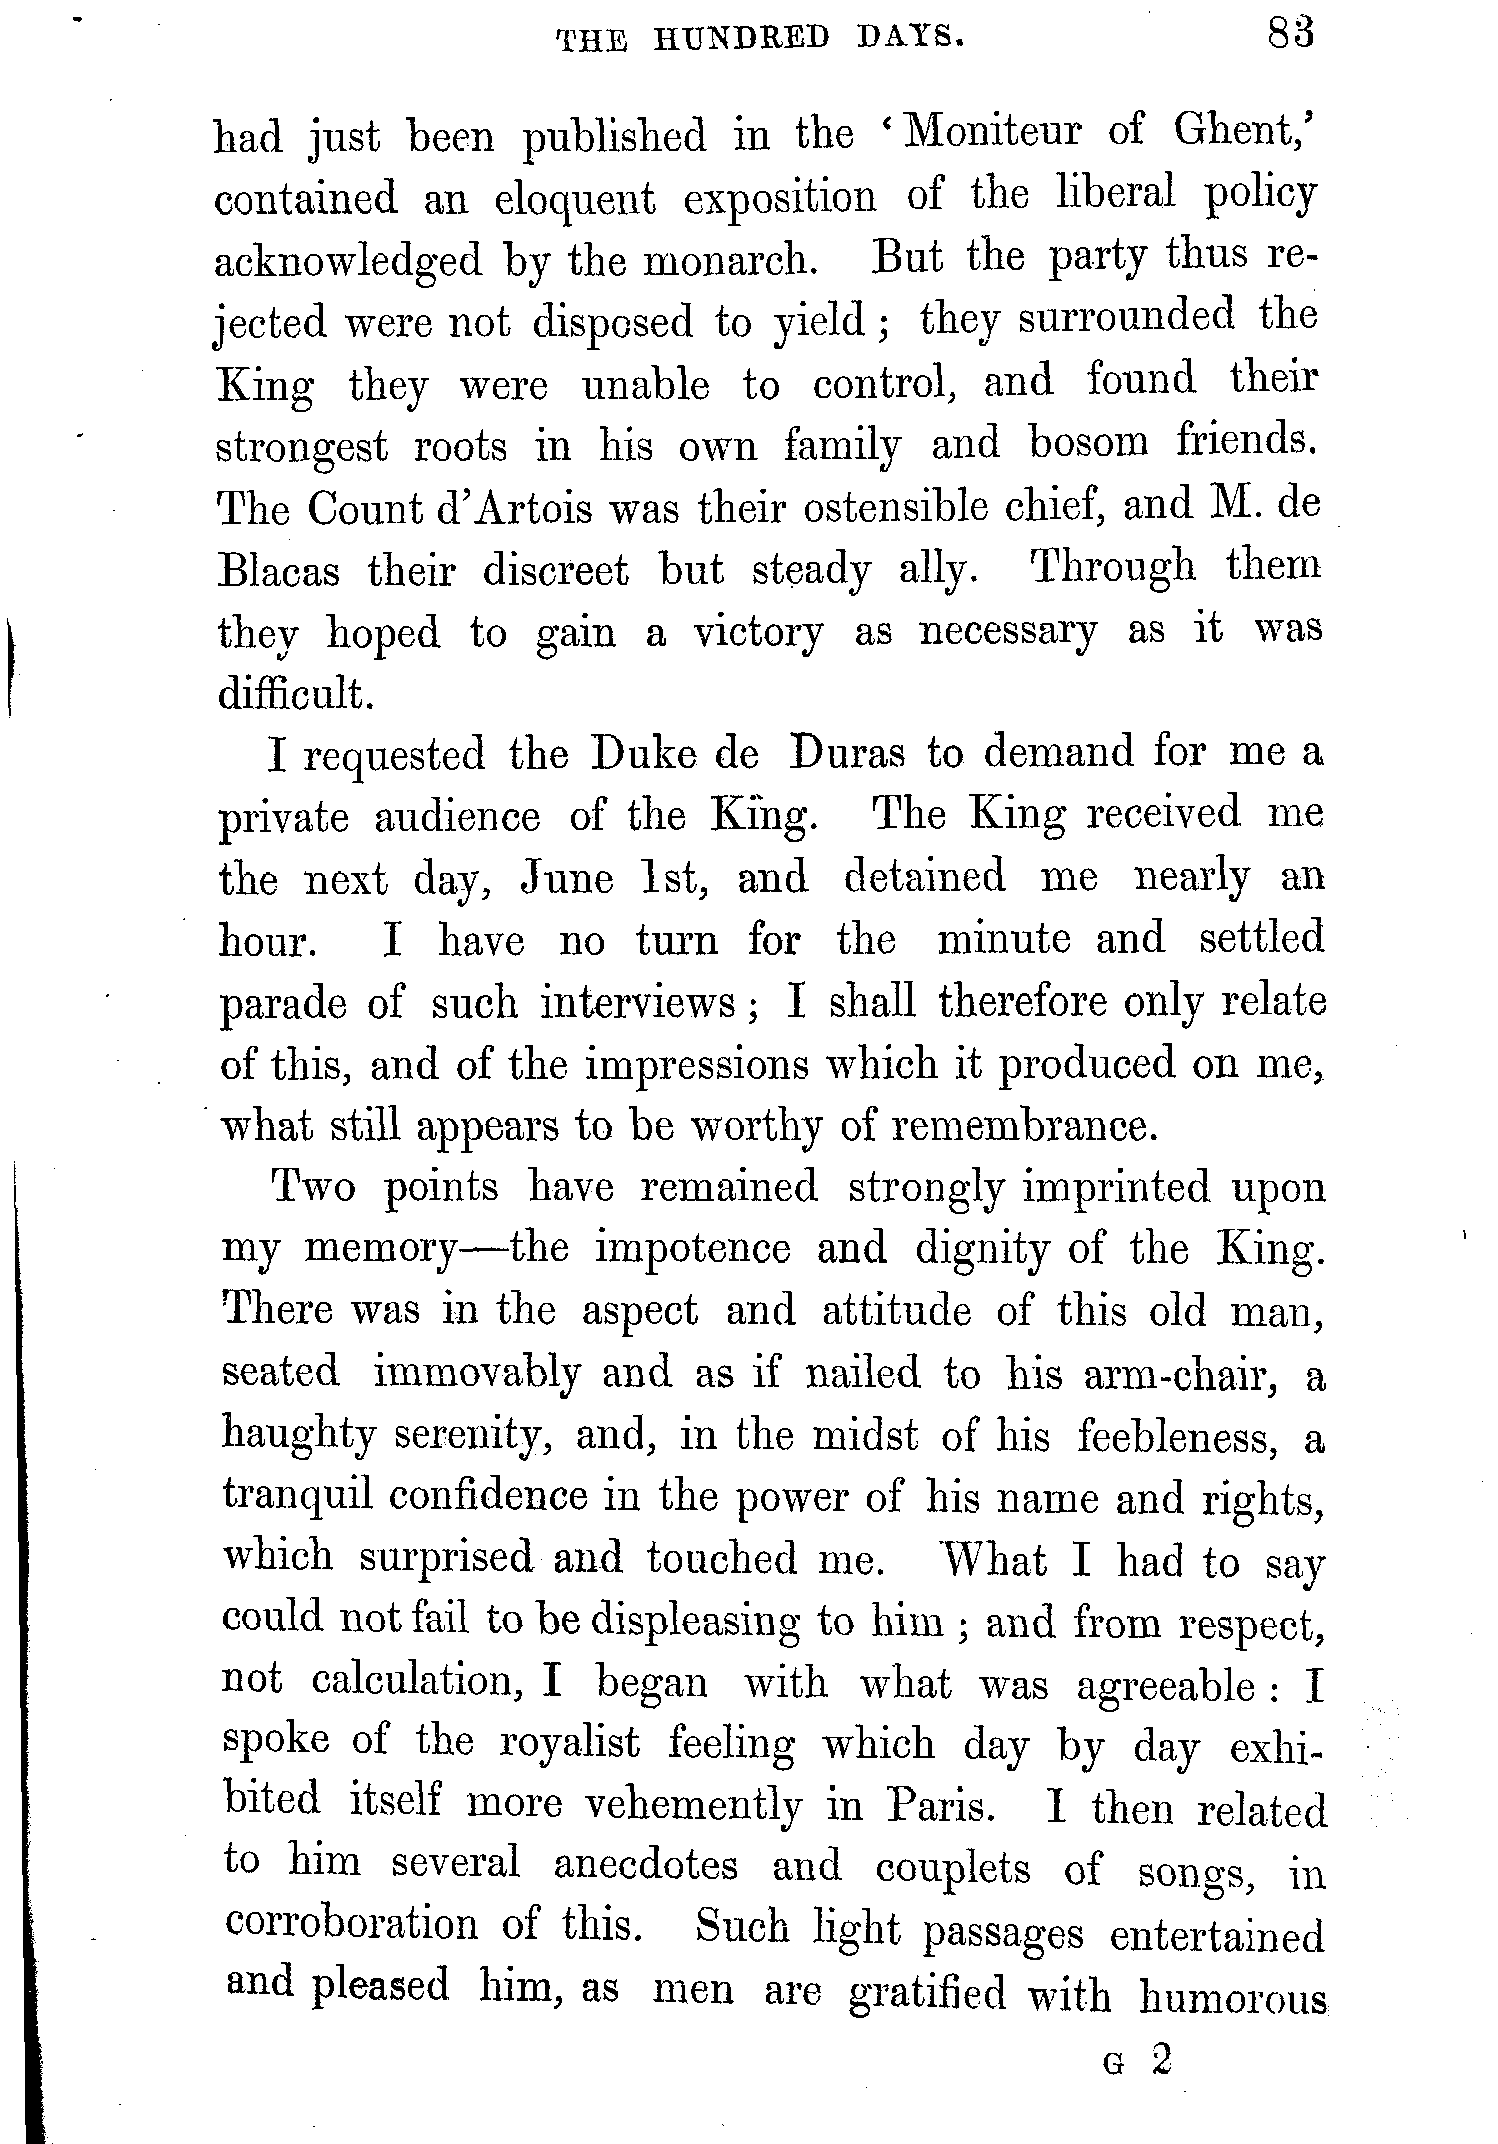 THE HUNDRED DAYS. 83
had just been published in the ‘Moniteur of Ghent,’
contained an eloquent exposition of the liberal policy
acknowledged by the monarch. But the party thus re-
jected were not disposed to yield; they surrounded the
King they were unable to control, and found their
strongest roots in his own family and bosom friends.
The Count d’Artois was their ostensible chief, and M. de
Blacas their discreet but steady ally. Through them
they hoped to gain a victory as necessary as it was
difficult.
I requested the Duke de Duras to demand for me a
private audience of the King. The King received me
the next day, June 1st, and detained me nearly an
hour. I have no turn for the minute and settled
parade of such interviews; I shall therefore only relate
of this, and of the impressions which it produced on me,
what still appears to be worthy of remembrance.
Two points have remained strongly imprinted upon
my memory—the impotence and dignity of the King.
There was in the aspect and attitude of this old man,
seated immovably and as if nailed to his arm-chair, a
haughty serenity, and, in the midst of his feebleness, a
tranquil confidence in the power of his name and rights,
which surprised and touched me. What I had to say
could not fail to be displeasing to him; and from respect,
not calculation, I began with what was agreeable: I
spoke of the royalist feeling which day by day exhi-
bited itself more vehemently in Paris. I then related
to him several anecdotes and couplets of songs, in
corroboration of this. Such light passages entertained
and pleased him, as men are gratified with humorous
G 2